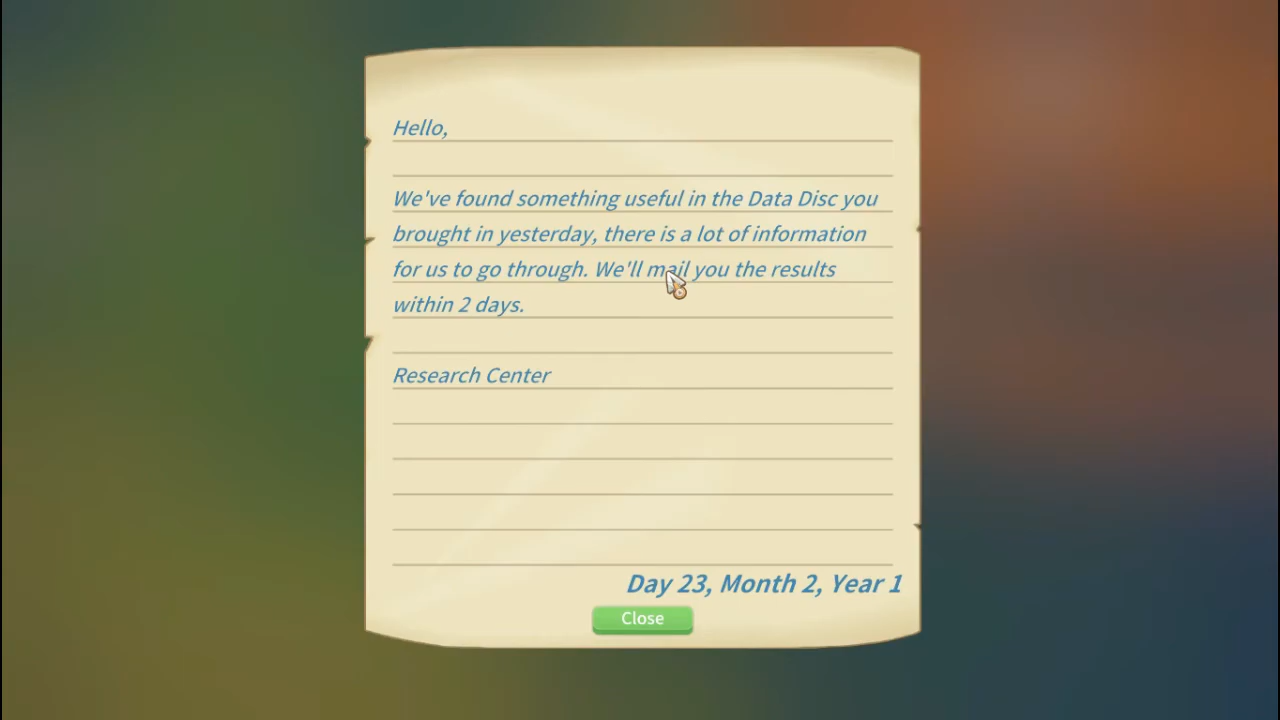 Hello,
We've found something useful in the Data Disc you
brought in yesterday, there is a lot of information
for us to go through. We'll mail you the results
within 2 days.
Research Center
Day 23, Month 2, Year 1
Close